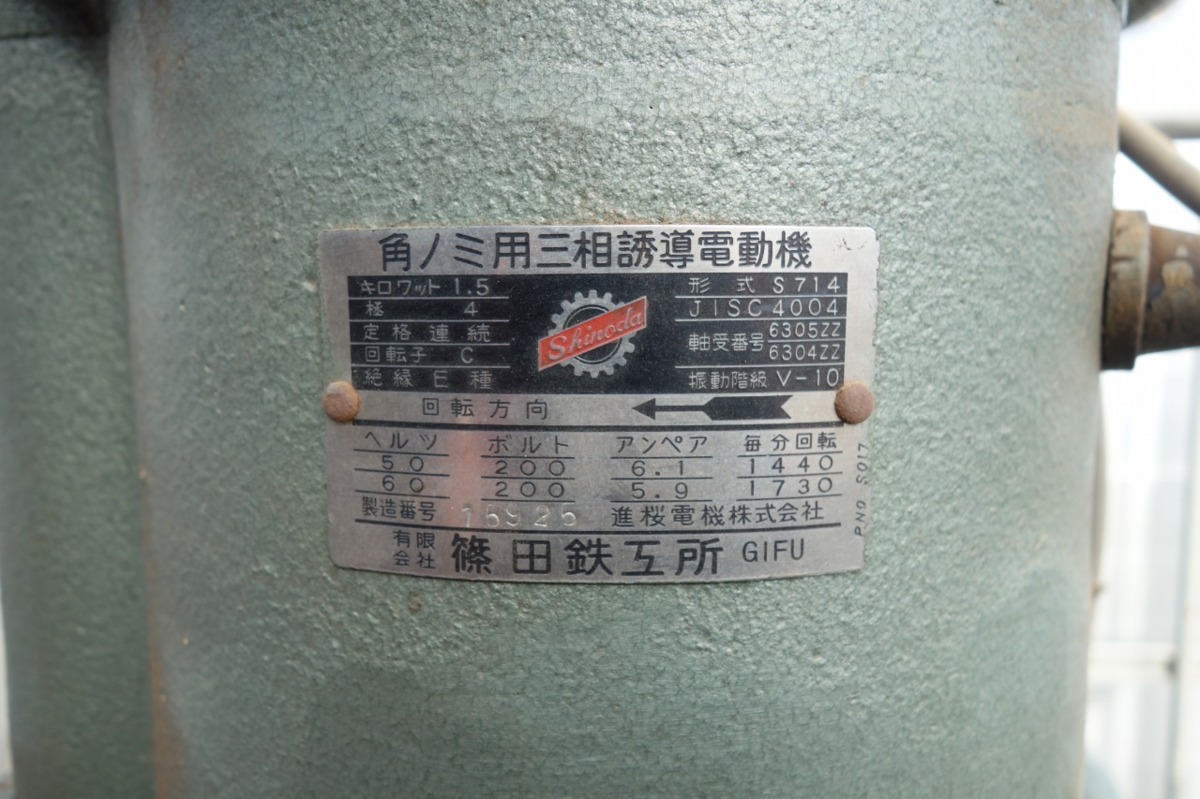 角ノミ用三相誘導電動機
キロワット 1.5
極 4
定格連続
回転子 C
絶縁 E 種
Shinoda
形式 S714
JISC4004
軸受番号 6305ZZ
6304ZZ
振動階級 V-10
回転方向
ヘルツ ボルト アンペア 毎分回転
50 200 6.1 1440
60 200 5.9 1730
製造番号 15925 進桜電機株式会社
有限会社 篠田鉄工所 GIFU
PNO S017